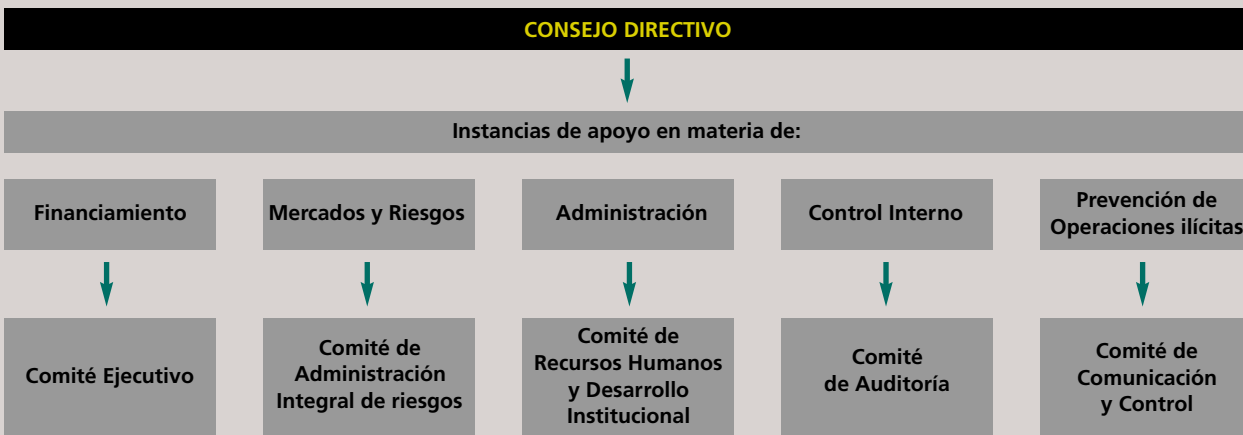 CONSEJO DIRECTIVO
Instancias de apoyo en materia de:
Financiamiento
Mercados y Riesgos
Administración
Control Interno
Prevención de
Operaciones ilícitas
Comité Ejecutivo
Comité de
Administración
Integral de riesgos
Comité de
Recursos Humanos
y Desarrollo
Institucional
Comité
de Auditoría
Comité de
Comunicación
y Control